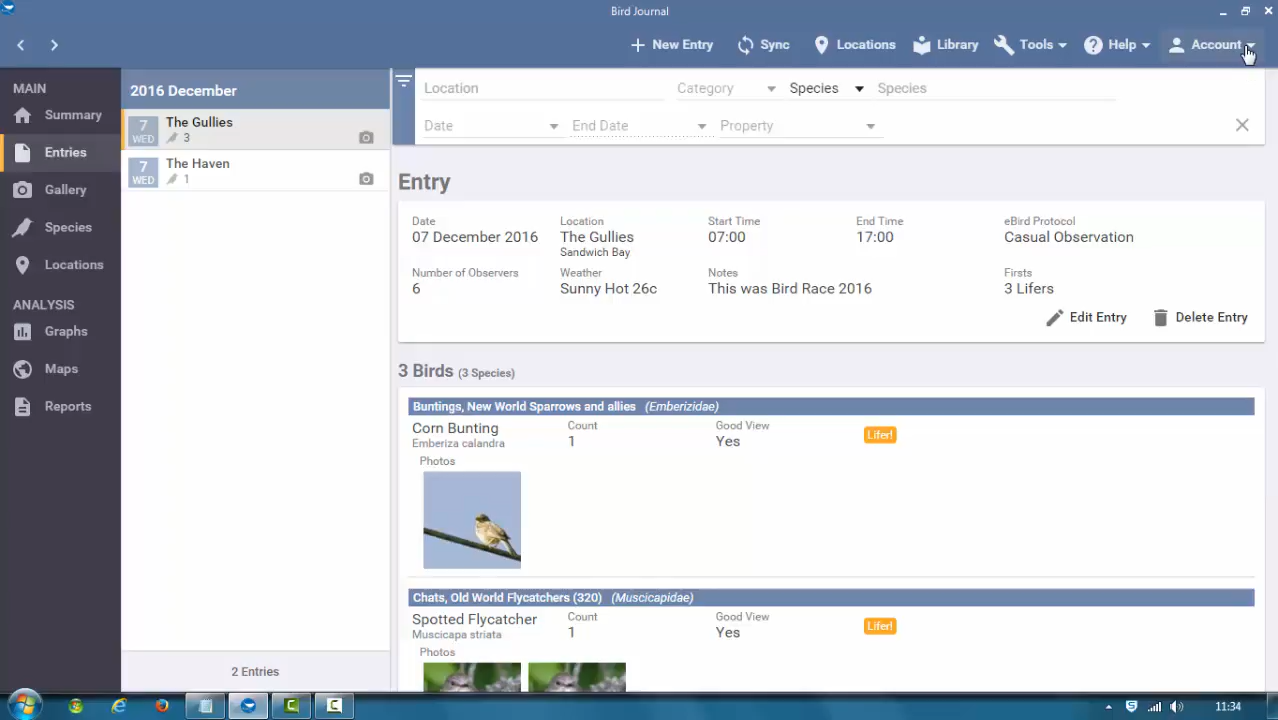 Bird Journal
New Entry Sync Locations Library Tools Help Account
MAIN
Summary
Entries
Gallery
Species
Locations
ANALYSIS
Graphs
Maps
Reports
2016 December
7 WED The Gullies 3
7 WED The Haven 1
2 Entries
Location Category Species Species
Date End Date Property
Entry
Date Location Start Time End Time eBird Protocol
07 December 2016 The Gullies 07:00 17:00 Casual Observation
Sandwich Bay
Number of Observers Weather Notes Firsts
6 Sunny Hot 26c This was Bird Race 2016 3 Lifers
Edit Entry Delete Entry
3 Birds (3 Species)
Buntings, New World Sparrows and allies (Emberizidae)
Corn Bunting Count Good View Lifer!
Emberiza calandra 1 Yes
Photos
Chats, Old World Flycatchers (320) (Muscicapidae)
Spotted Flycatcher Count Good View Lifer!
Muscicapa striata 1 Yes
Photos
11:34